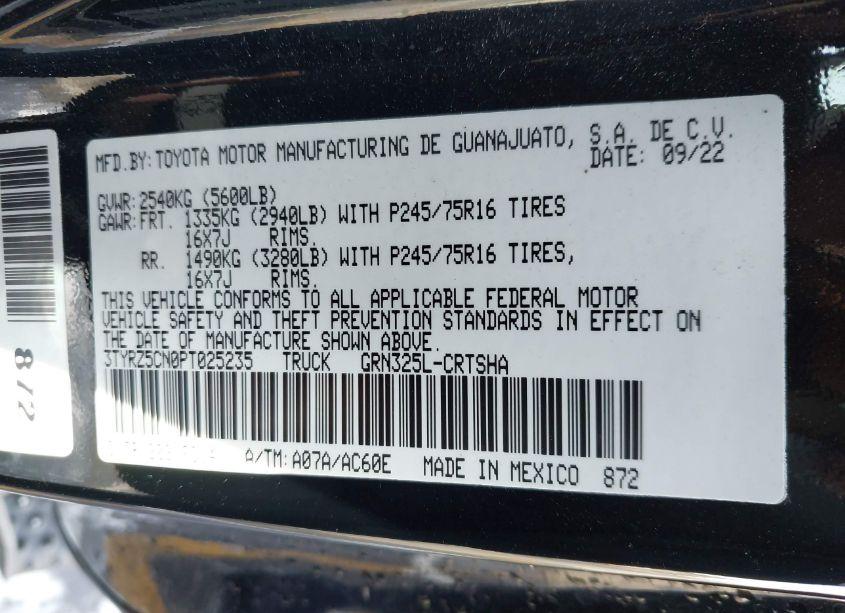 MFD.BY: TOYOTA MOTOR MANUFACTURING DE GUANAJUATO, S.A. DE C.V.
DATE: 09/22
GVWR: 2540KG (5600LB)
GAWR: FRT. 1335KG (2940LB) WITH P245/75R16 TIRES
16X7J RIMS.
RR. 1490KG (3280LB) WITH P245/75R16 TIRES,
16X7J RIMS.
THIS VEHICLE CONFORMS TO ALL APPLICABLE FEDERAL MOTOR
VEHICLE SAFETY AND THEFT PREVENTION STANDARDS IN EFFECT ON
THE DATE OF MANUFACTURE SHOWN ABOVE.
3TYRZ5CN0PT025235 TRUCK GRN325L-CRTSHA
A/TM: A07A/AC60E MADE IN MEXICO 872
872